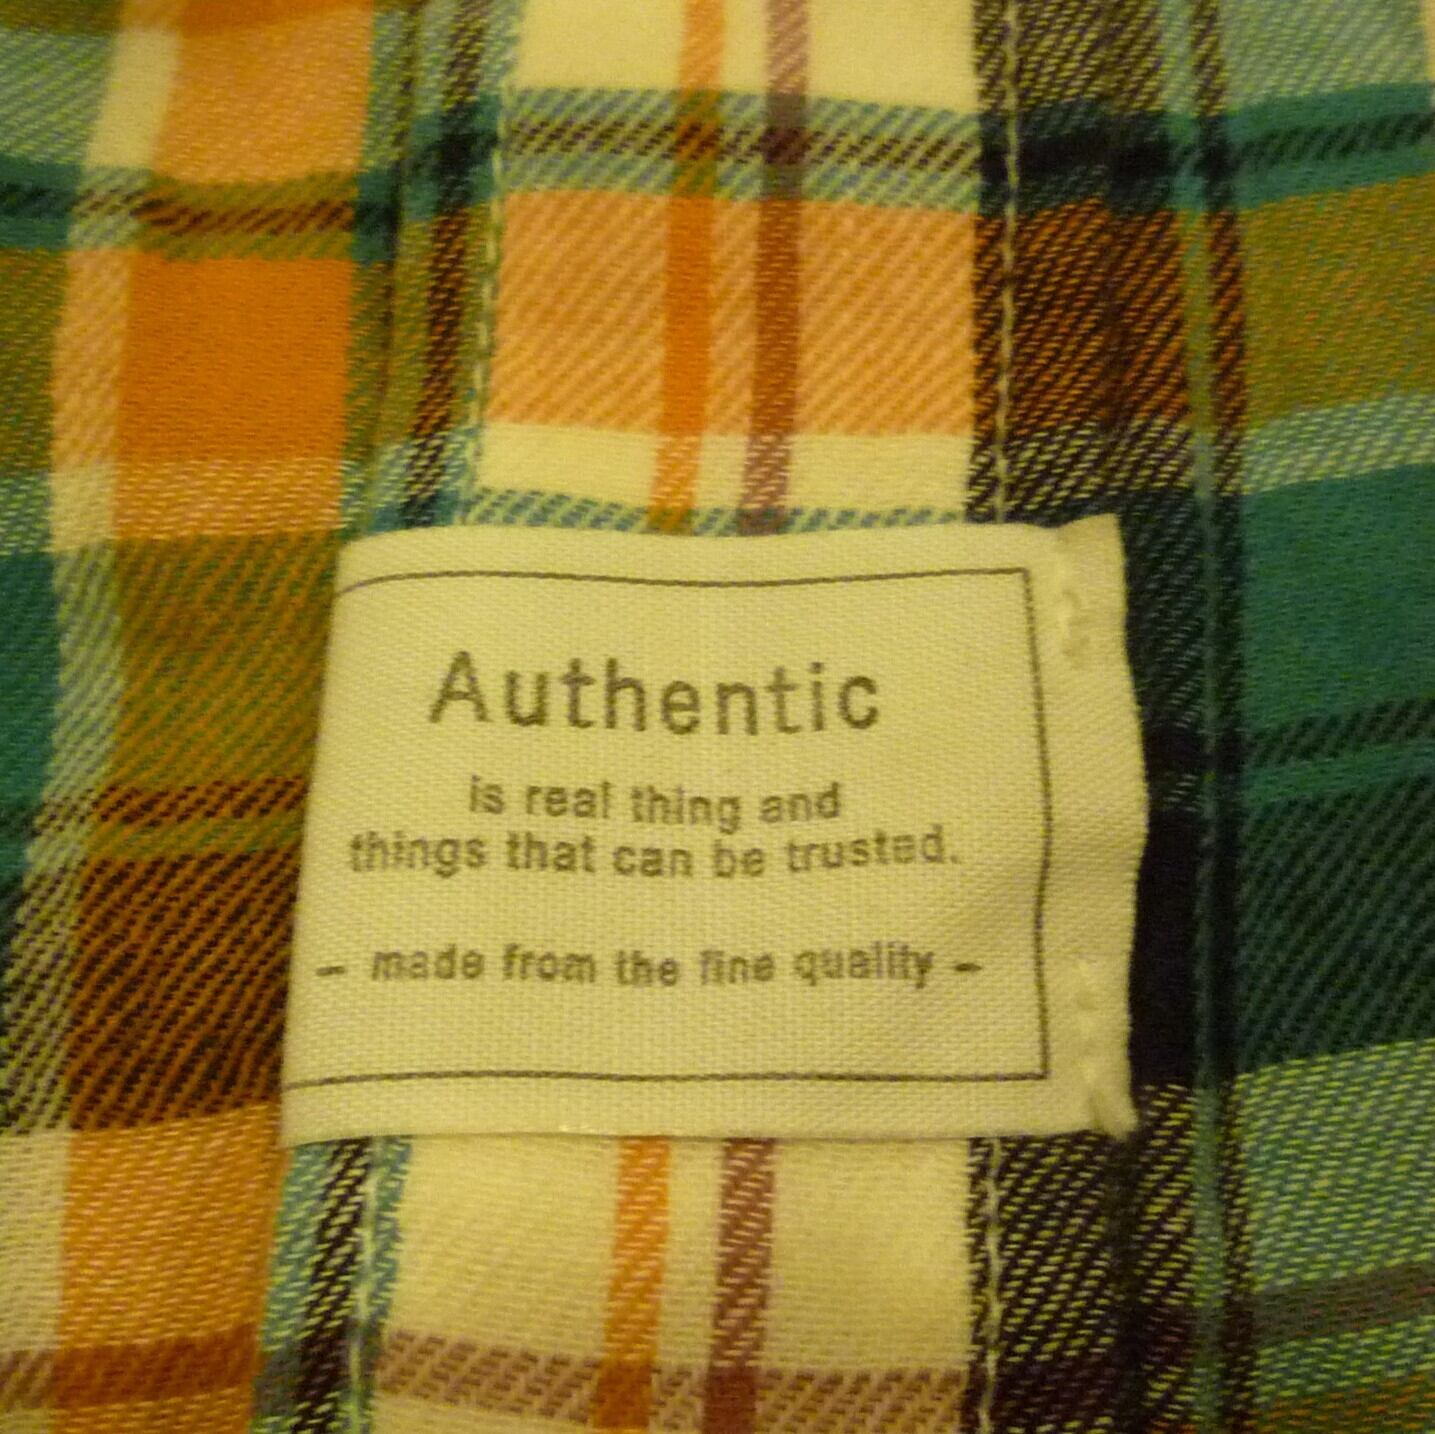 Authentic
is real thing and
things that can be trusted.
- made from the fine quality -